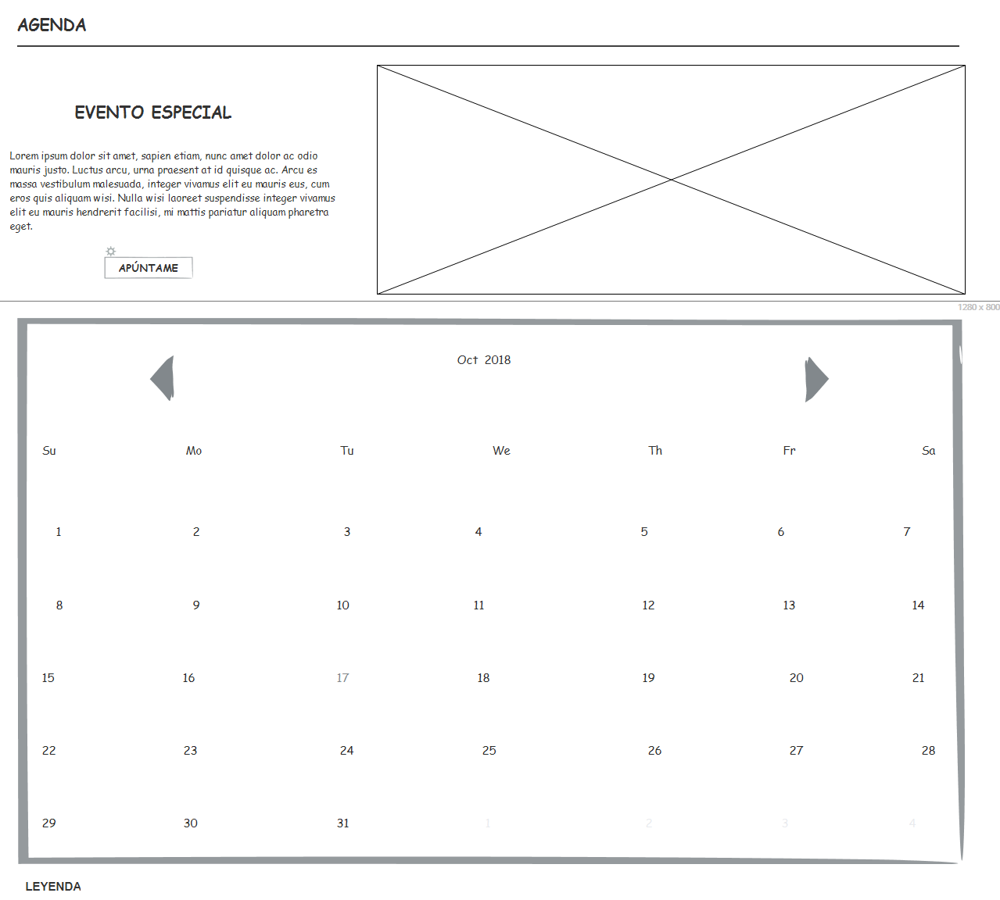 AGENDA
EVENTO ESPECIAL
Lorem ipsum dolor sit amet, sapien etiam, nunc amet dolor ac odio
mauris justo. Luctus arcu, urna praesent at id quisque ac. Arcu es
massa vestibulum malesuada, integer vivamus elit eu mauris eus, cum
eros quis aliquam wisi. Nulla wisi laoreet suspendisse integer vivamus
elit eu mauris hendrerit facilisi, mi mattis pariatur aliquam pharetra
eget.
APÚNTAME
1280 x 800
Oct 2018
Su Mo Tu We Th Fr Sa
1 2 3 4 5 6 7
8 9 10 11 12 13 14
15 16 17 18 19 20 21
22 23 24 25 26 27 28
29 30 31 1 2 3 4
LEYENDA